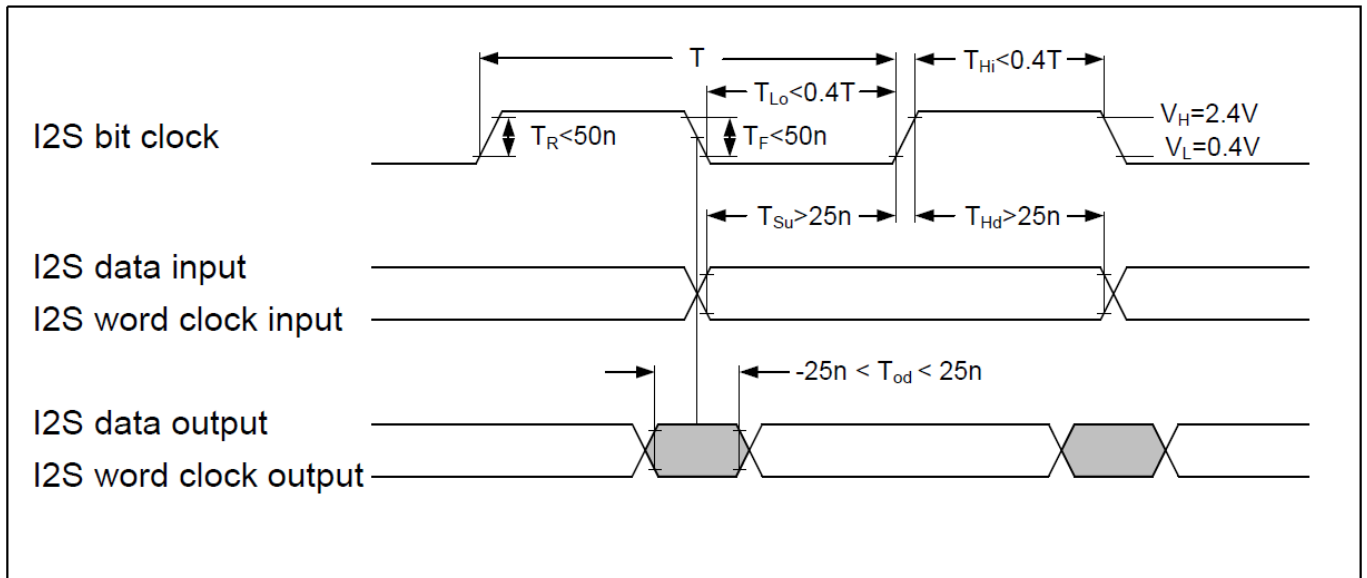 T
T_Hi<0.4T
T_Lo<0.4T
I2S bit clock
T_R<50n
T_F<50n
V_H=2.4V
V_L=0.4V
T_Su>25n
T_Hd>25n
I2S data input
I2S word clock input
-25n < T_od < 25n
I2S data output
I2S word clock output